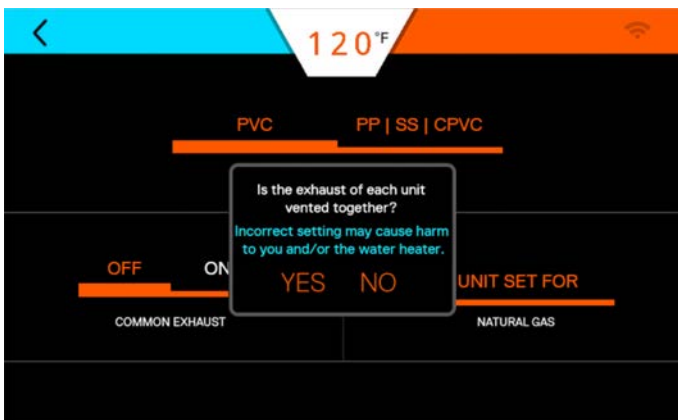 120°F
PVC PP | SS | CPVC
Is the exhaust of each unit
vented together?
Incorrect setting may cause harm
to you and/or the water heater.
YES NO
OFF ON
UNIT SET FOR
COMMON EXHAUST
NATURAL GAS